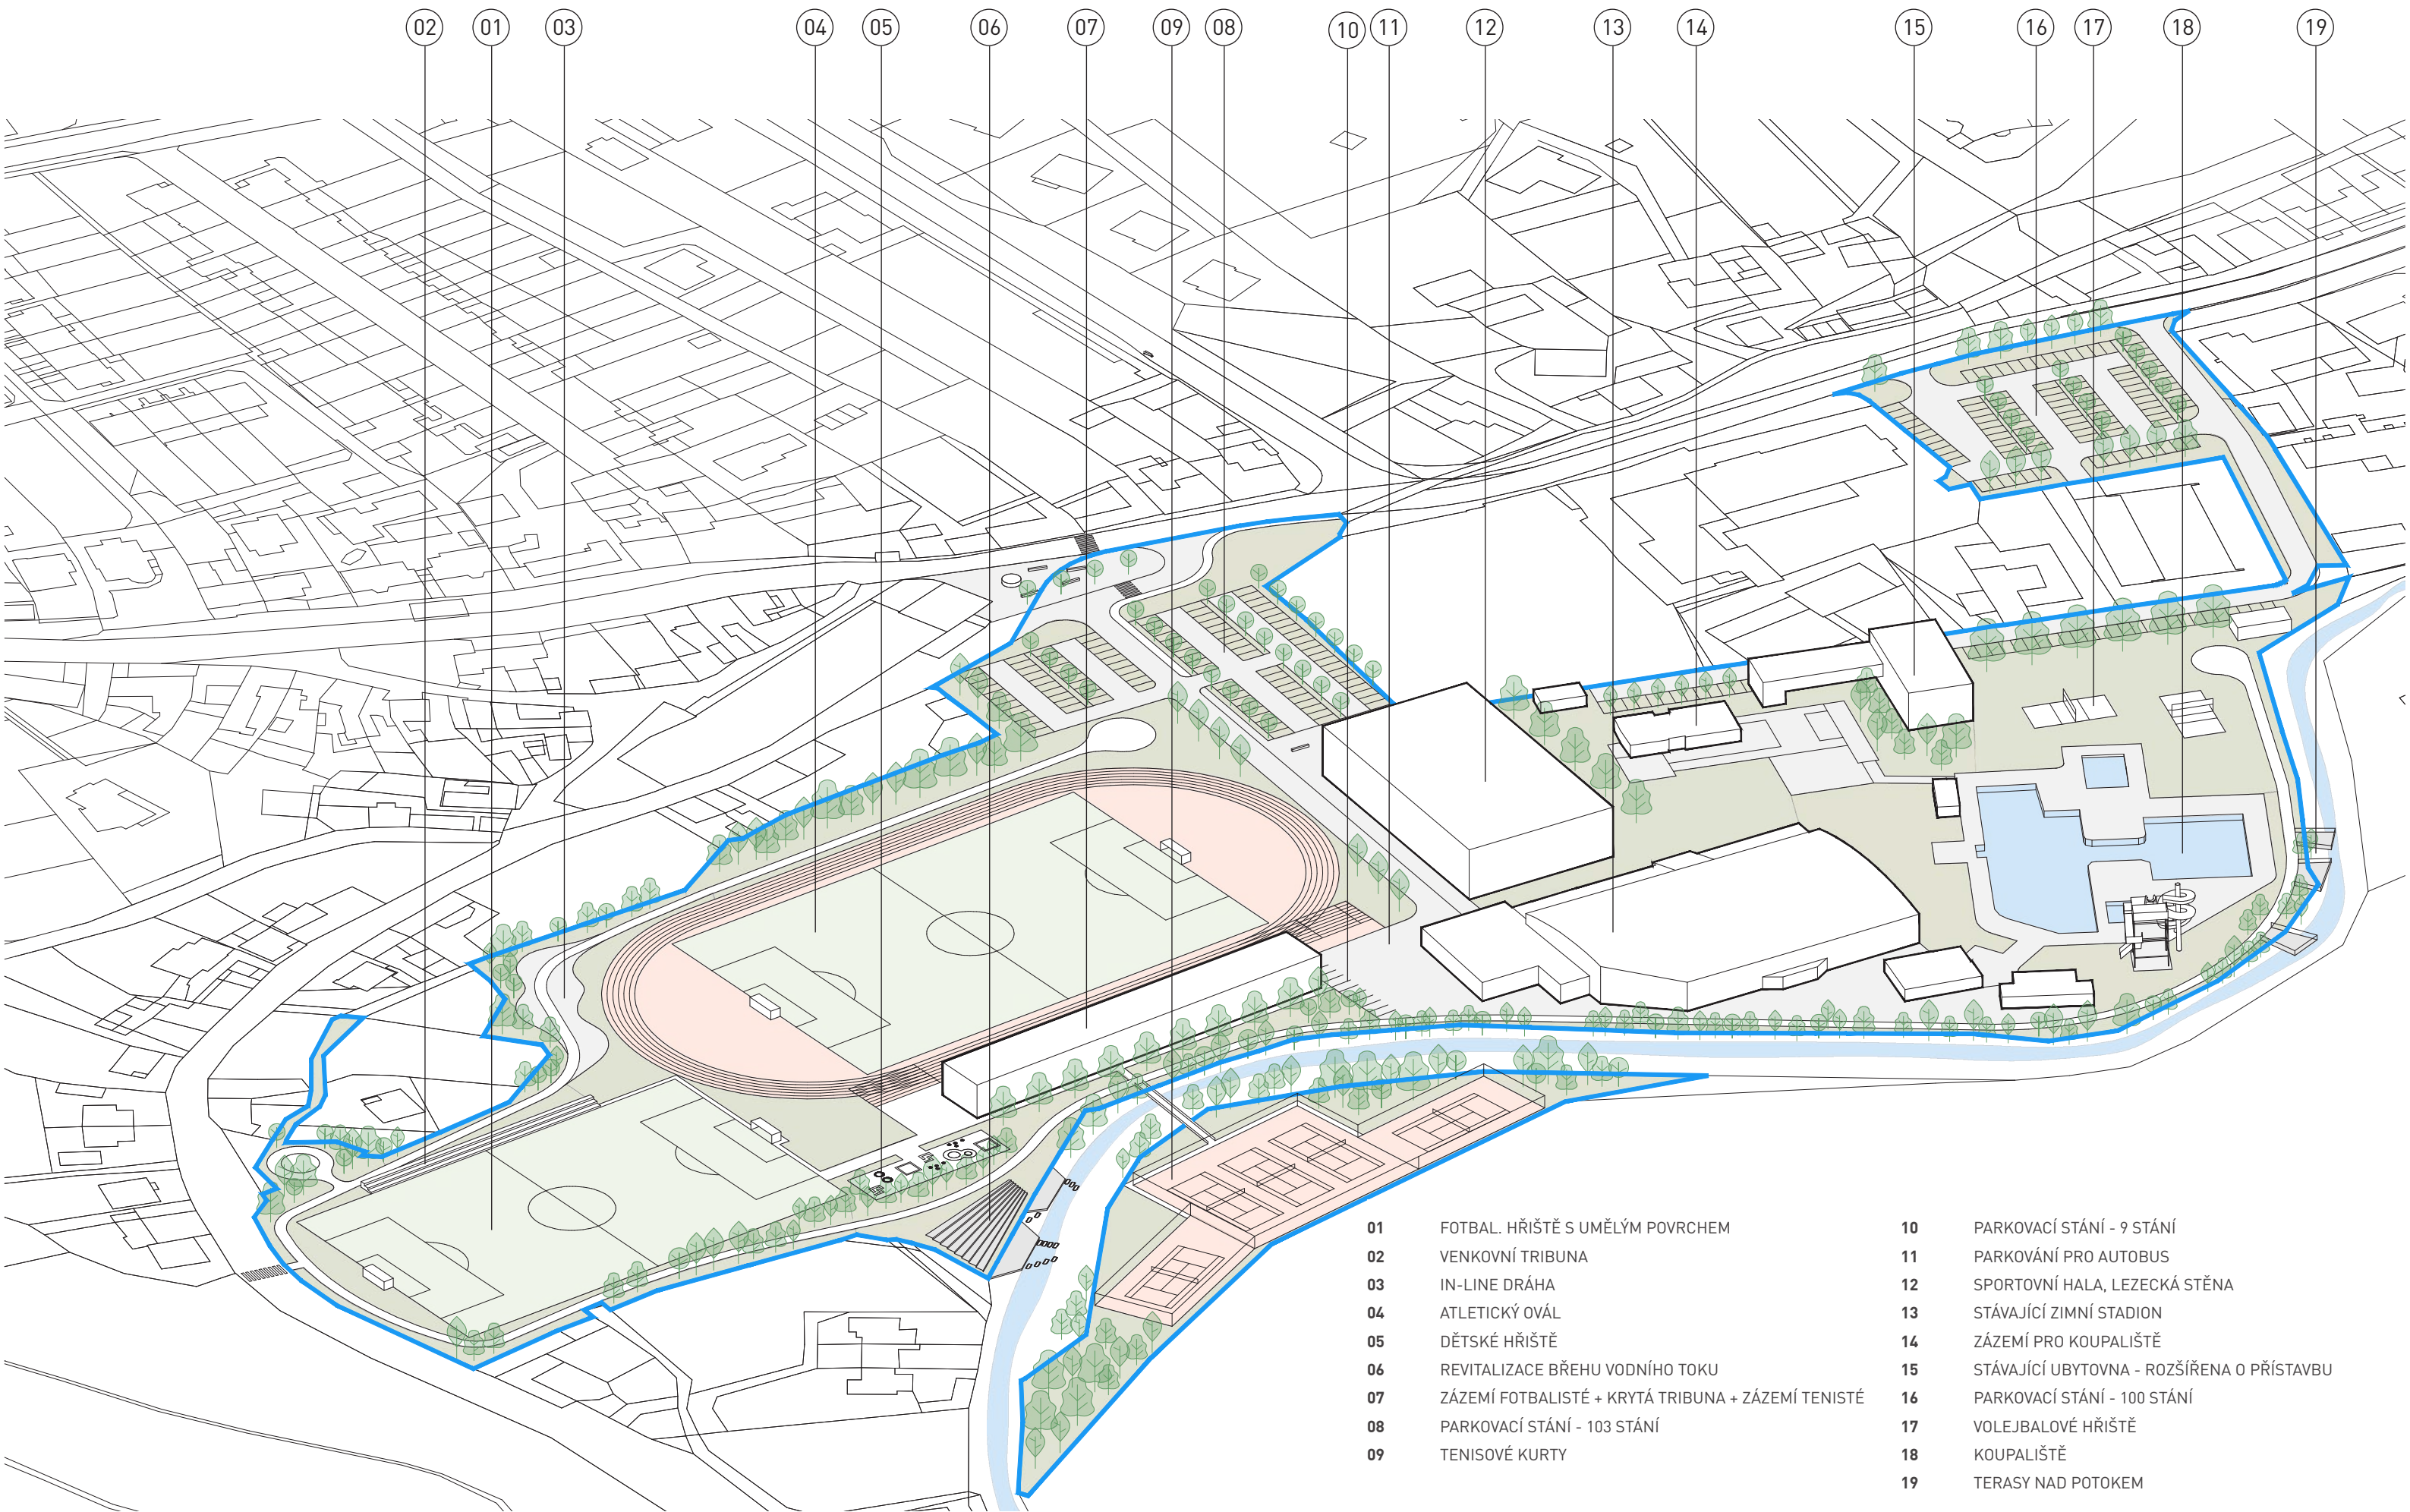 02 01 03 04 05 06 07 09 08 10 11 12 13 14 15 16 17 18 19
01 FOTBAL. HŘIŠTĚ S UMĚLÝM POVRCHEM
02 VENKOVNÍ TRIBUNA
03 IN-LINE DRÁHA
04 ATLETICKÝ OVÁL
05 DĚTSKÉ HŘIŠTĚ
06 REVITALIZACE BŘEHU VODNÍHO TOKU
07 ZÁZEMÍ FOTBALISTÉ + KRYTÁ TRIBUNA + ZÁZEMÍ TENISTÉ
08 PARKOVACÍ STÁNÍ - 103 STÁNÍ
09 TENISOVÉ KURTY
10 PARKOVACÍ STÁNÍ - 9 STÁNÍ
11 PARKOVÁNÍ PRO AUTOBUS
12 SPORTOVNÍ HALA, LEZECKÁ STĚNA
13 STÁVAJÍCÍ ZIMNÍ STADION
14 ZÁZEMÍ PRO KOUPALIŠTĚ
15 STÁVAJÍCÍ UBYTOVNA - ROZŠÍŘENA O PŘÍSTAVBU
16 PARKOVACÍ STÁNÍ - 100 STÁNÍ
17 VOLEJBALOVÉ HŘIŠTĚ
18 KOUPALIŠTĚ
19 TERASY NAD POTOKEM